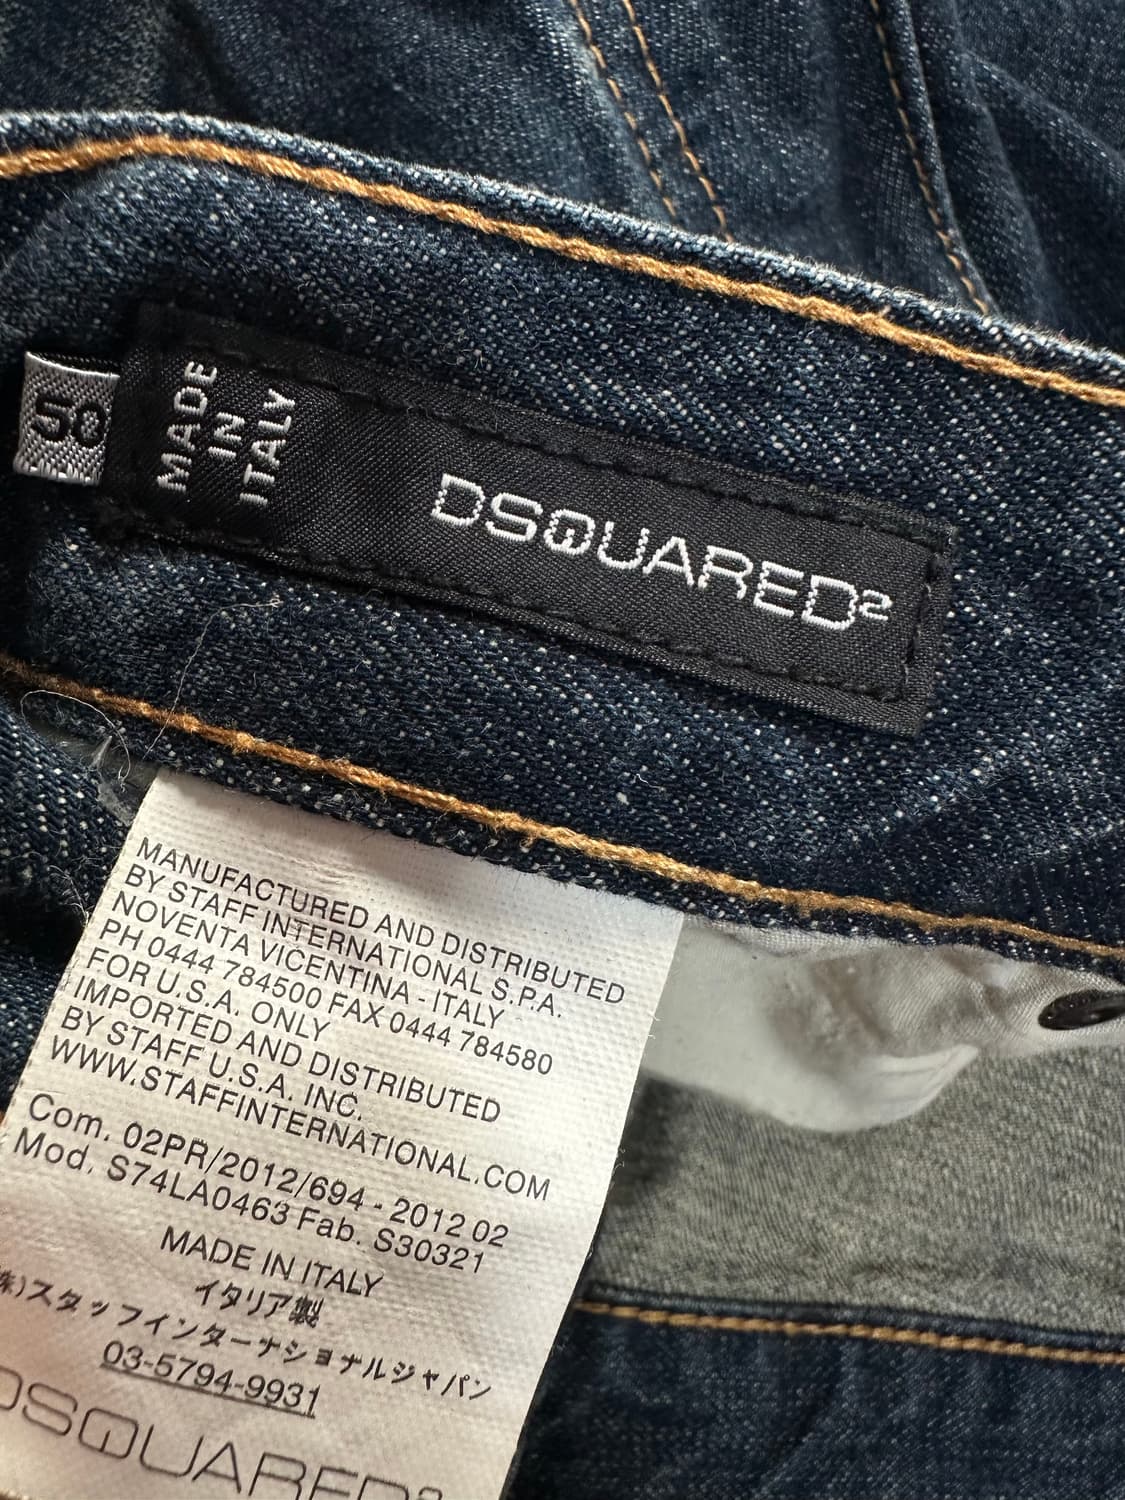 50
MADE
IN
ITALY
DSQUARED2
MANUFACTURED AND DISTRIBUTED
BY STAFF INTERNATIONAL S.P.A.
NOVENTA VICENTINA - ITALY
PH 0444 784500 FAX 0444 784580
FOR U.S.A. ONLY
IMPORTED AND DISTRIBUTED
BY STAFF U.S.A. INC.
WWW.STAFFINTERNATIONAL.COM
Com. 02PR/2012/694 - 2012 02
Mod. S74LA0463 Fab. S30321
MADE IN ITALY
イタリア製
株)スタッフインターナショナルジャパン
03-5794-9931
DSQUARED2